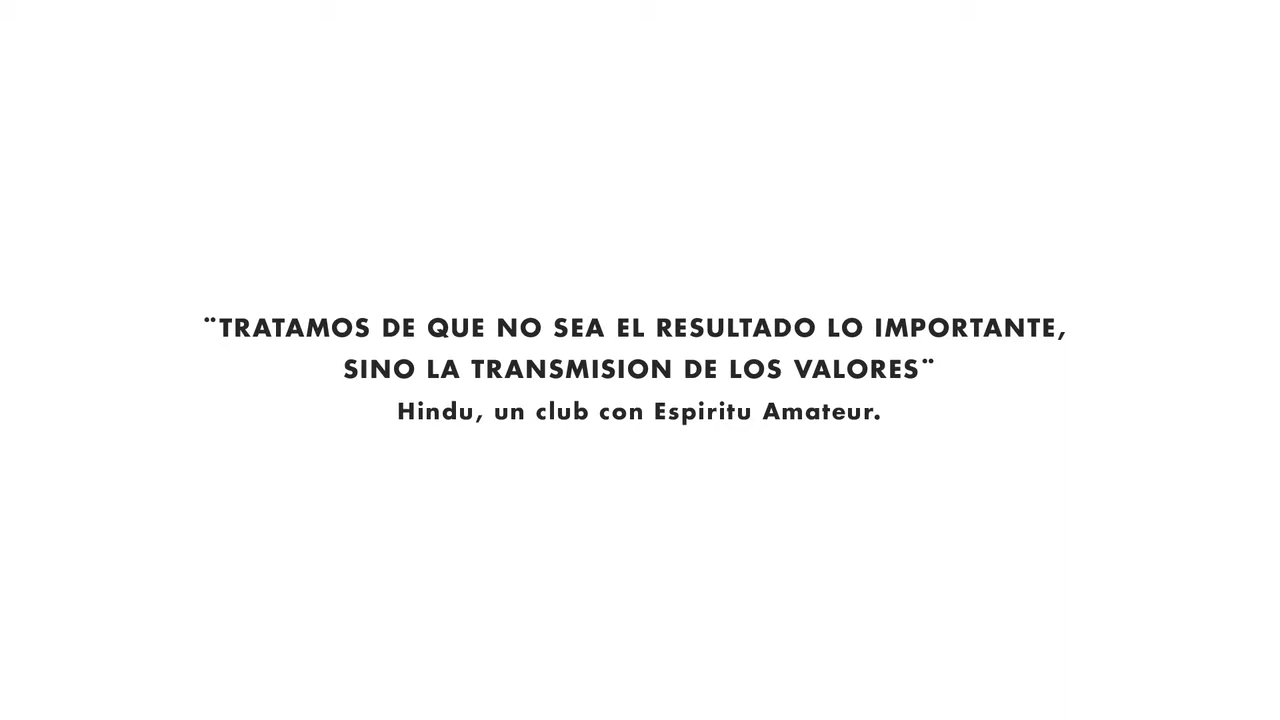 ¨TRATAMOS DE QUE NO SEA EL RESULTADO LO IMPORTANTE,
SINO LA TRANSMISION DE LOS VALORES¨
Hindu, un club con Espiritu Amateur.